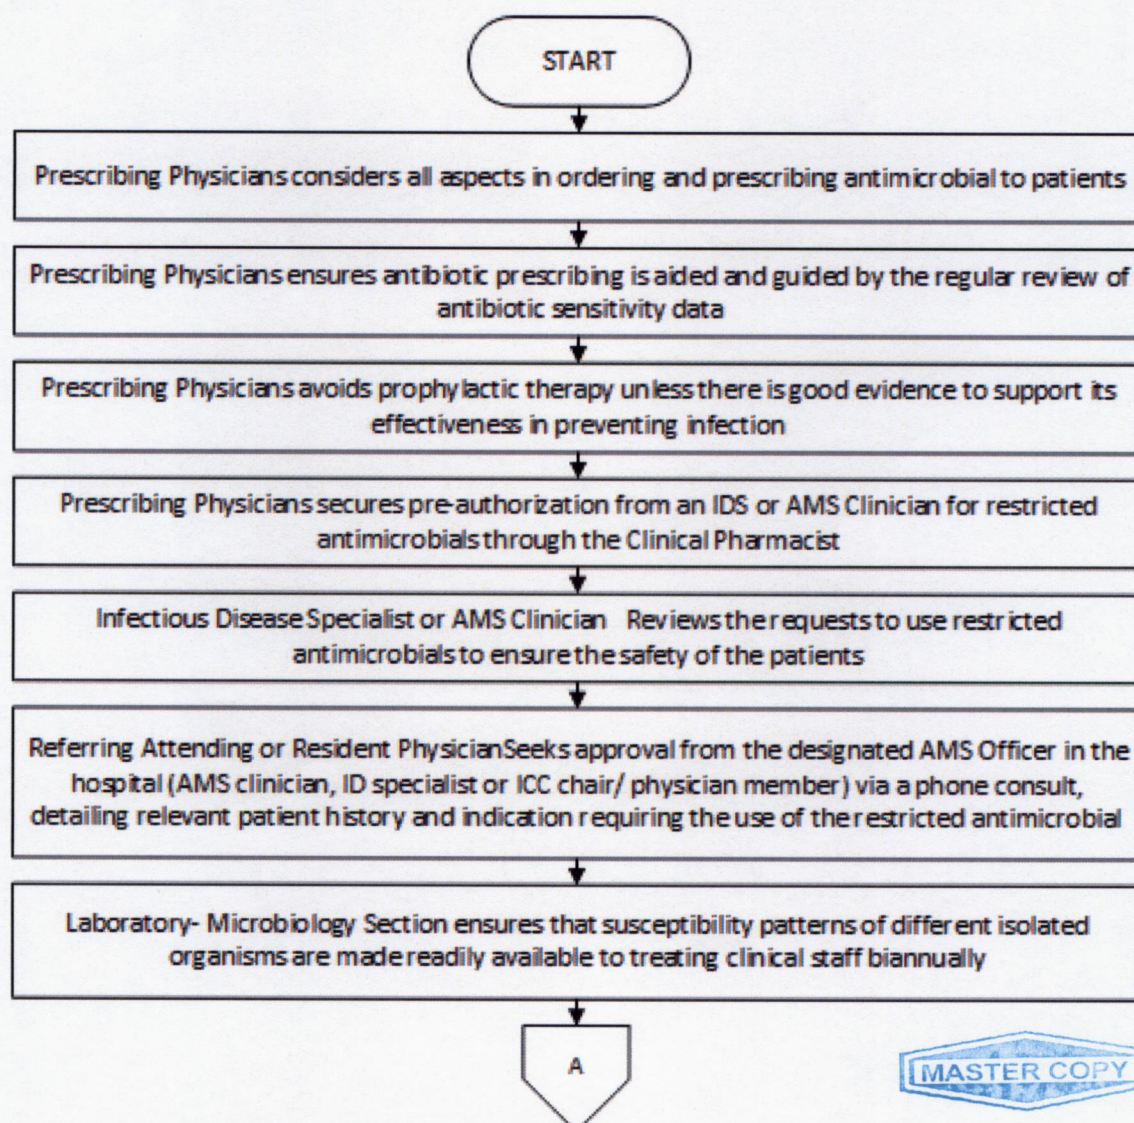 START
Prescribing Physicians considers all aspects in ordering and prescribing antimicrobial to patients
Prescribing Physicians ensures antibiotic prescribing is aided and guided by the regular review of
antibiotic sensitivity data
Prescribing Physicians avoids prophylactic therapy unless there is good evidence to support its
effectiveness in preventing infection
Prescribing Physicians secures pre-authorization from an IDS or AMS Clinician for restricted
antimicrobials through the Clinical Pharmacist
Infectious Disease Specialist or AMS Clinician Reviews the requests to use restricted
antimicrobials to ensure the safety of the patients
Referring Attending or Resident PhysicianSeeks approval from the designated AMS Officer in the
hospital (AMS clinician, ID specialist or ICC chair/ physician member) via a phone consult,
detailing relevant patient history and indication requiring the use of the restricted antimicrobial
Laboratory- Microbiology Section ensures that susceptibility patterns of different isolated
organisms are made readily available to treating clinical staff biannually
A
MASTER COPY